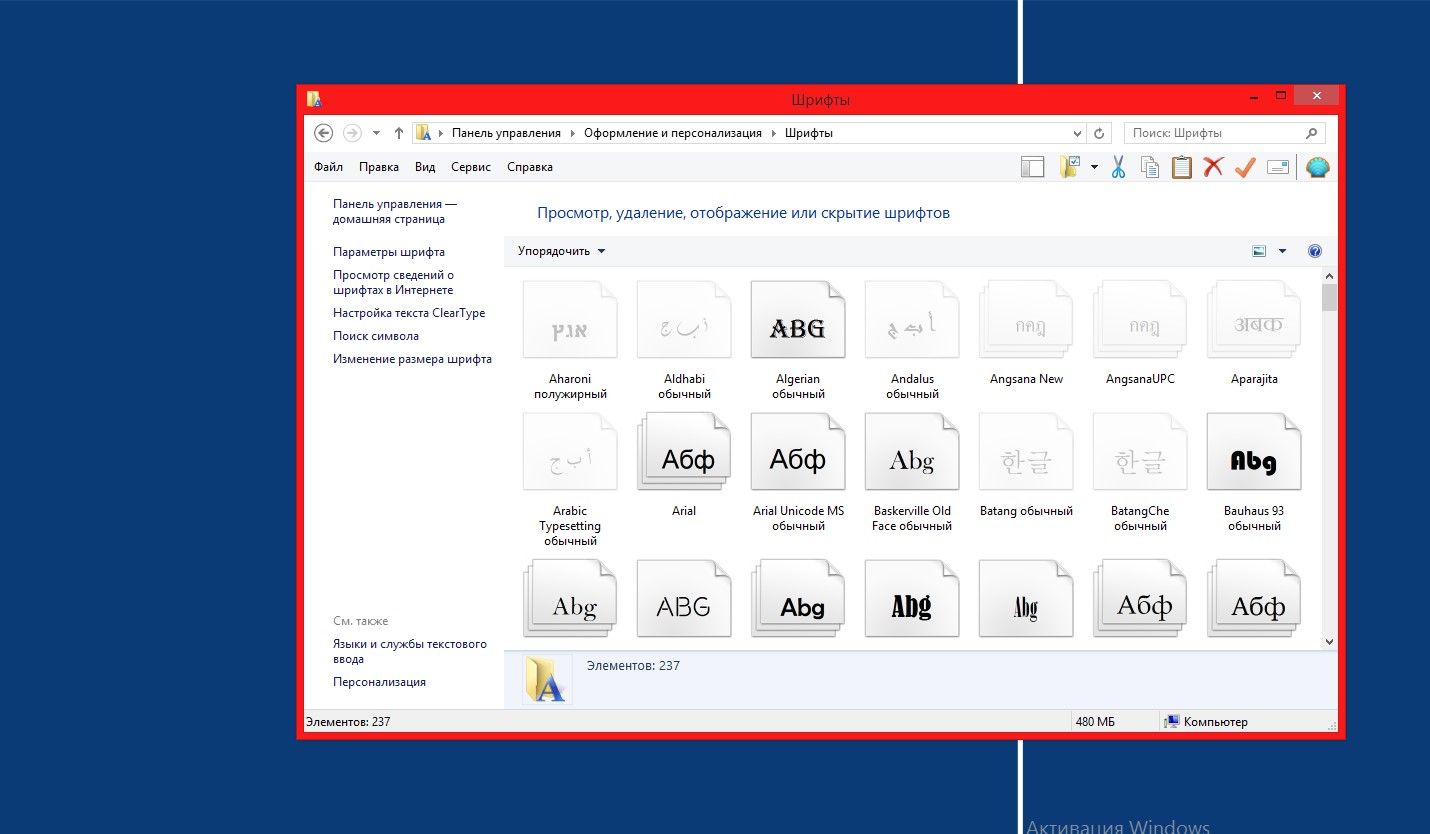 Шрифты
Панель управления
Оформление и персонализация
Шрифты
Поиск: Шрифты
Файл Правка Вид Сервис Справка
Панель управления —
домашняя страница
Параметры шрифта
Просмотр сведений о
шрифтах в Интернете
Настройка текста ClearType
Поиск символа
Изменение размера шрифта
См. также
Языки и службы текстового
ввода
Персонализация
Просмотр, удаление, отображение или скрытие шрифтов
Упорядочить
אבגץ
أب ج
ABG
أب ج
กคฎ
กคฎ
अबक
Aharoni
полужирный
Aldhabi
обычный
Algerian
обычный
Andalus
обычный
Angsana New
AngsanaUPC
Aparajita
أب ج
Абф
Абф
Abg
한글
한글
Abg
Arabic
Typesetting
обычный
Arial
Arial Unicode MS
обычный
Baskerville Old
Face обычный
Batang обычный
BatangChe
обычный
Bauhaus 93
обычный
Abg
ABG
Abg
Abg
Abg
Абф
Абф
Элементов: 237
Элементов: 237
480 МБ
Компьютер
Активация Windows